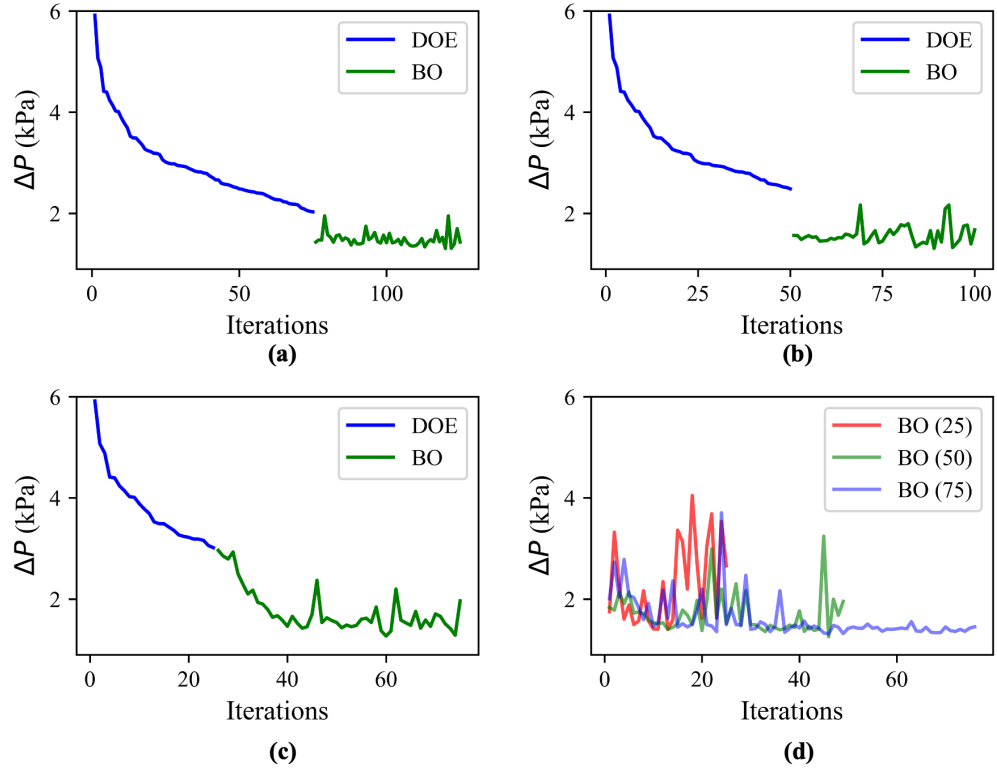 6
4
2
ΔP (kPa)
DOE
BO
0
50
100
Iterations
(a)
6
4
2
ΔP (kPa)
DOE
BO
0
25
50
75
100
Iterations
(b)
6
4
2
ΔP (kPa)
DOE
BO
0
20
40
60
Iterations
(c)
6
4
2
ΔP (kPa)
BO (25)
BO (50)
BO (75)
0
20
40
60
Iterations
(d)